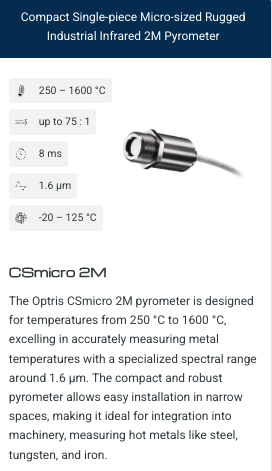 Compact Single-piece Micro-sized Rugged
Industrial Infrared 2M Pyrometer
250 – 1600 °C
up to 75 : 1
8 ms
1.6 µm
-20 – 125 °C
CSmicro 2M
The Optris CSmicro 2M pyrometer is designed
for temperatures from 250 °C to 1600 °C,
excelling in accurately measuring metal
temperatures with a specialized spectral range
around 1.6 µm. The compact and robust
pyrometer allows easy installation in narrow
spaces, making it ideal for integration into
machinery, measuring hot metals like steel,
tungsten, and iron.